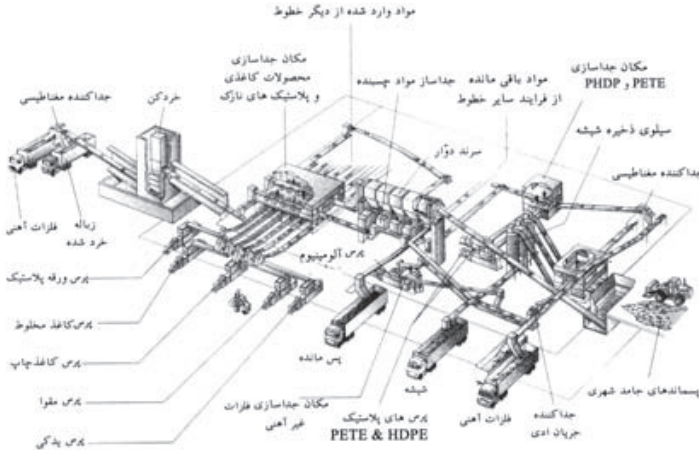 مواد وارد شده از دیگر خطوط
مکان جداسازی
محصولات کاغذی
و پلاستیک های نازک
جداساز مواد چسبنده
مواد باقی مانده
از فرایند سایر خطوط
مکان جداسازی
PHDP و PETE
جداکننده مغناطیسی
خردکن
سیلوی ذخیره شیشه
سرند دوّار
جداکننده مغناطیسی
فلزات آهنی
زباله
خرد شده
پرس ورقه پلاستیک
پرس آلومینیوم
پرس کاغذ مخلوط
پرس کاغذ چاپ
پس مانده
شیشه
پسماندهای جامد شهری
پرس مقوا
مکان جداسازی فلزات
غیر آهنی
پرس های پلاستیک
PETE & HDPE
فلزات آهنی
جداکننده
جریان ادی
پرس یدکی